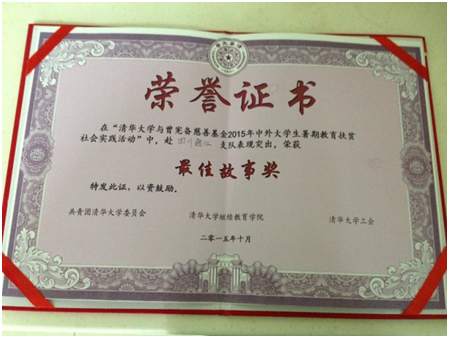 荣誉证书
在“清华大学与曾宪备慈善基金2015年中外大学生暑期教育扶贫
社会实践活动”中，赴 四川 支队表现突出，荣获
最佳故事奖
特发此证，以资鼓励。
共青团清华大学委员会 清华大学继续教育学院 清华大学工会
二〇一五年十月